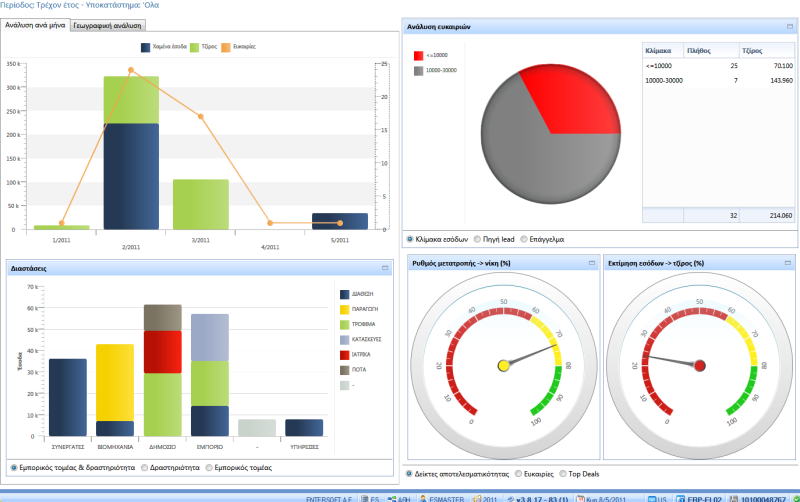 Περίοδος: Τρέχον έτος - Υποκατάστημα: Όλα
Ανάλυση ανά μήνα
Γεωγραφική ανάλυση
Χαμένα έσοδα Τζίρος Ευκαιρίες
350 k
300 k
250 k
200 k
150 k
100 k
50 k
0
25
20
15
10
5
0
1/2011
2/2011
3/2011
4/2011
5/2011
Ανάλυση ευκαιριών
<=10000
10000-30000
Κλίμακα Πλήθος Τζίρος
<=10000 25 70.100
10000-30000 7 143.960
32 214.060
Κλίμακα εσόδων Πηγή lead Επάγγελμα
Διαστάσεις
Έσοδα
70 k
60 k
50 k
40 k
30 k
20 k
10 k
0
ΣΥΝΕΡΓΑΤΕΣ ΒΙΟΜΗΧΑΝΙΑ ΔΗΜΟΣΙΟ ΕΜΠΟΡΙΟ - ΥΠΗΡΕΣΙΕΣ
ΔΙΑΘΕΣΗ
ΠΑΡΑΓΩΓΗ
ΤΡΟΦΙΜΑ
ΚΑΤΑΣΚΕΥΕΣ
ΙΑΤΡΙΚΑ
ΠΟΤΑ
-
Εμπορικός τομέας & δραστηριότητα Δραστηριότητα Εμπορικός τομέας
Ρυθμός μετατροπής -> νίκη (%)
0
10
20
30
40
50
60
70
80
90
100
Εκτίμηση εσόδων -> τζίρος (%)
0
10
20
30
40
50
60
70
80
90
100
Δείκτες αποτελεσματικότητας Ευκαιρίες Top Deals
ENTERSOFT A.E. ES ΑΘΗ ESMASTER 2011 v3.8.17 - 83 (1) Κυρ 8/5/2011 US ERP-EL02 10100048767